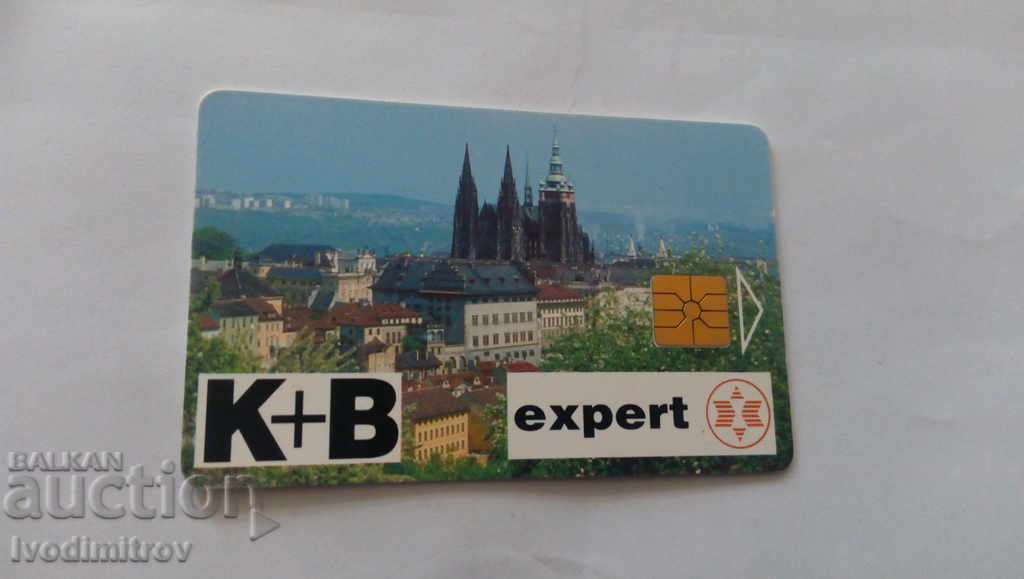 K+B
expert
BALKAN
auction
Ivodimitrov